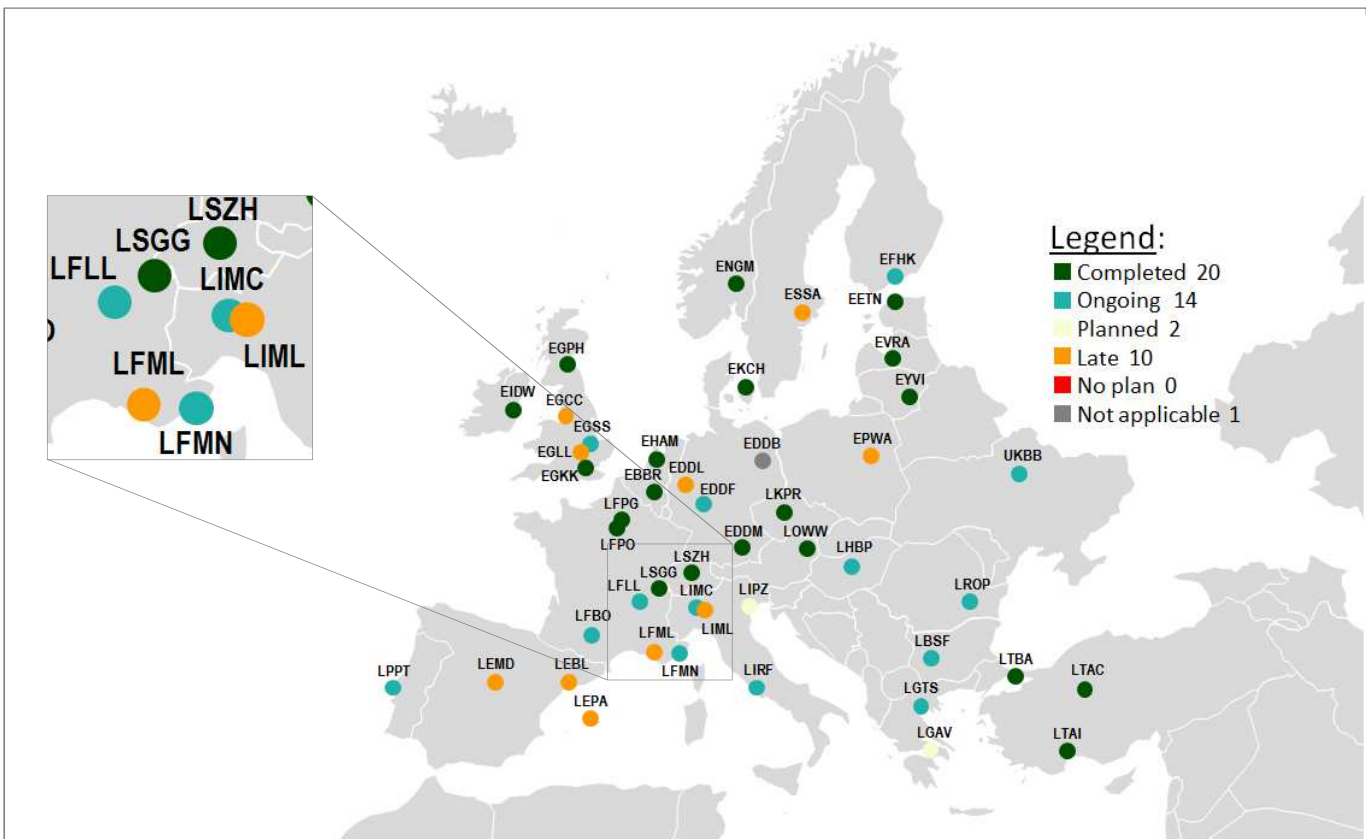 LSZH
LSGG
LFLL
LIMC
LIML
LFML
LFMN
Legend:
Completed 20
Ongoing 14
Planned 2
Late 10
No plan 0
Not applicable 1
ENGM
EFHK
ESSA
EETN
EVRA
EYVI
EGPH
EKCH
EIDW
EGCC
EGSS
EGLL
EGKK
EHAM
EDDB
EPWA
UKBB
EBBR
EDDL
EDDF
LKPR
LFPG
LFPO
EDDM
LOWW
LHBP
LSZH
LSGG
LFLL
LIMC
LIPZ
LROP
LFBO
LFML
LIML
LFMN
LIRF
LBSF
LPPT
LEMD
LEBL
LEPA
LTBA
LTAC
LGTS
LGAV
LTAI